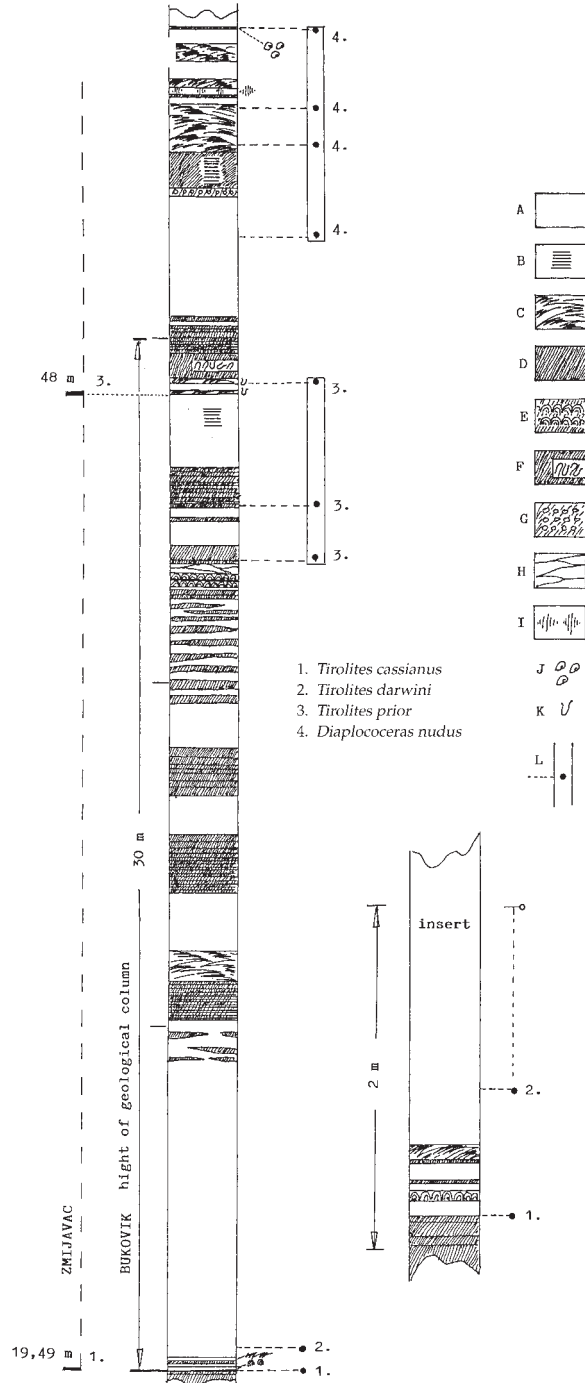 4.
4.
4.
4.
48 m 3.
3.
3.
3.
30 m
BUKOVIK hight of geological column
ZMIJAVAC
19,49 m 1.
2.
1.
A
B
C
D
E
F
G
H
I
J
K
L
1. Tirolites cassianus
2. Tirolites darwini
3. Tirolites prior
4. Diaplococeras nudus
insert
2 m
2.
1.